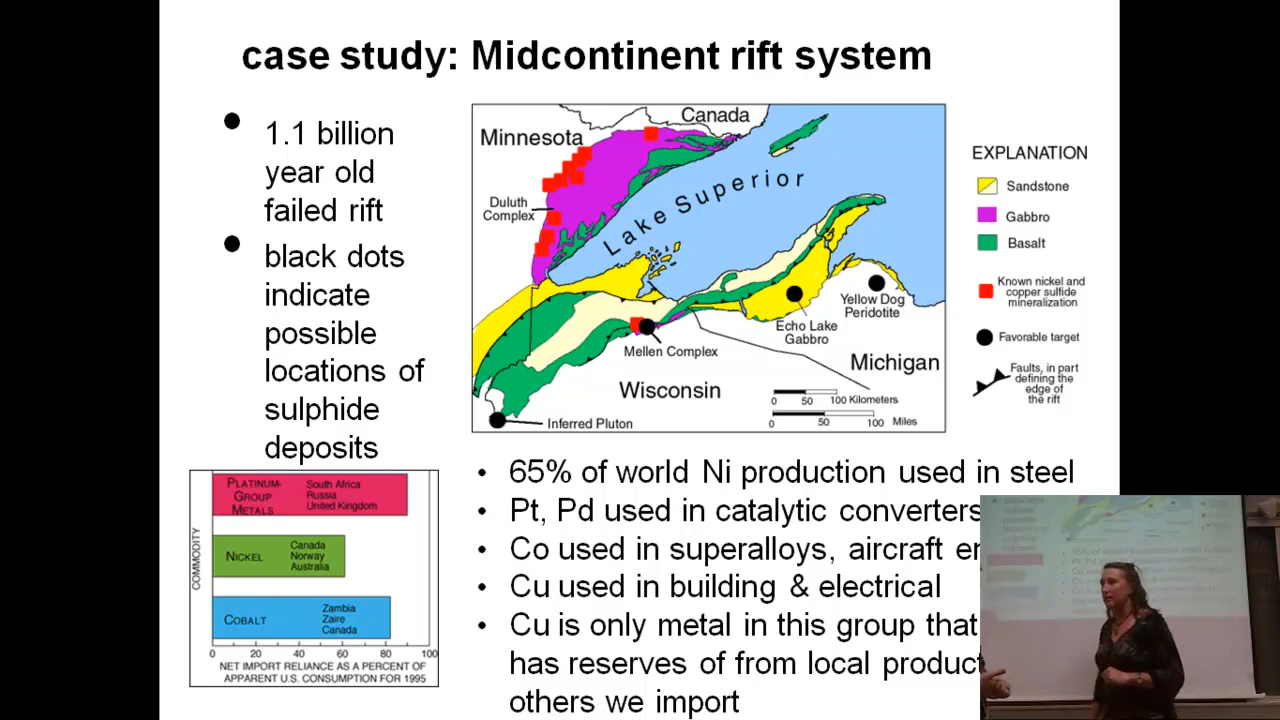 case study: Midcontinent rift system
• 1.1 billion
year old
failed rift
• black dots
indicate
possible
locations of
sulphide
deposits
Canada
Minnesota
Duluth
Complex
Lake Superior
Yellow Dog
Peridotite
Echo Lake
Gabbro
Mellen Complex
Michigan
Wisconsin
0 50 100 Kilometers
0 50 100 Miles
Inferred Pluton
EXPLANATION
Sandstone
Gabbro
Basalt
Known nickel and
copper sulfide
mineralization
Favorable target
Faults, in part
defining the
edge of
the rift
COMMODITY
PLATINUM-
GROUP
METALS
South Africa
Russia
United Kingdom
NICKEL
Canada
Norway
Australia
COBALT
Zambia
Zaire
Canada
0 20 40 60 80 100
NET IMPORT RELIANCE AS A PERCENT OF
APPARENT U.S. CONSUMPTION FOR 1995
• 65% of world Ni production used in steel
• Pt, Pd used in catalytic converters
• Co used in superalloys, aircraft en
• Cu used in building & electrical
• Cu is only metal in this group that
has reserves of from local product
others we import